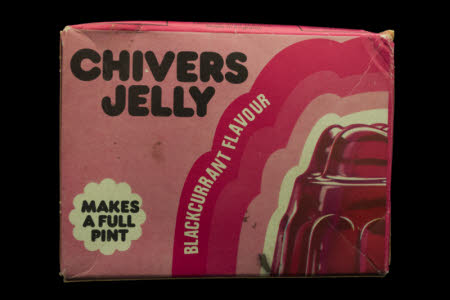 CHIVERS
JELLY
BLACKCURRANT FLAVOUR
MAKES
A FULL
PINT